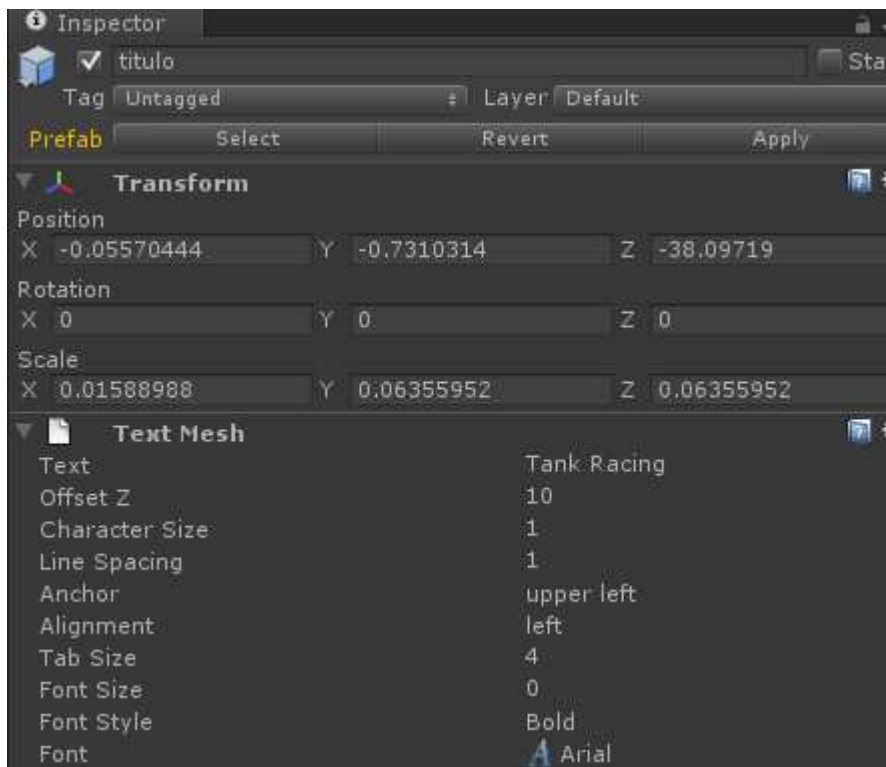 Inspector
titulo Sta
Tag Untagged Layer Default
Prefab Select Revert Apply
Transform
Position
X -0.05570444 Y -0.7310314 Z -38.09719
Rotation
X 0 Y 0 Z 0
Scale
X 0.01588988 Y 0.06355952 Z 0.06355952
Text Mesh
Text Tank Racing
Offset Z 10
Character Size 1
Line Spacing 1
Anchor upper left
Alignment left
Tab Size 4
Font Size 0
Font Style Bold
Font A Arial